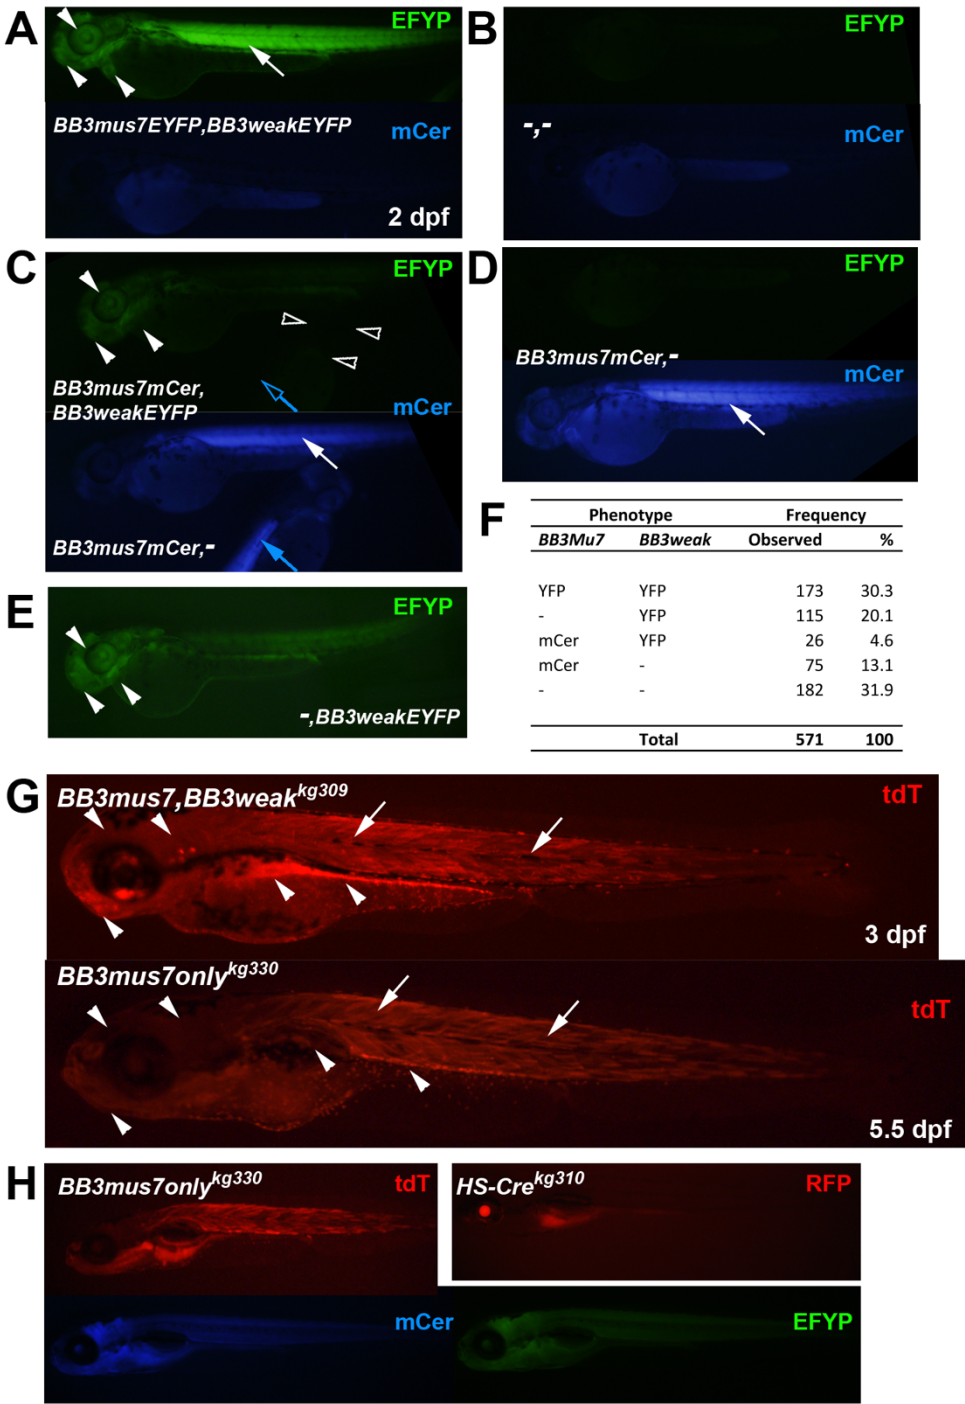 A
EFYP
BB3mus7EYFP,BB3weakEYFP
mCer
2 dpf
B
EFYP
-,-
mCer
C
EFYP
BB3mus7mCer,
BB3weakEYFP
mCer
BB3mus7mCer,-
D
EFYP
BB3mus7mCer,-
mCer
E
EFYP
-,BB3weakEYFP
F
Phenotype Frequency
BB3Mu7 BB3weak Observed %
YFP YFP 173 30.3
- YFP 115 20.1
mCer YFP 26 4.6
mCer - 75 13.1
- - 182 31.9
Total 571 100
G
BB3mus7,BB3weakkg309
tdT
3 dpf
BB3mus7onlykg330
tdT
5.5 dpf
H
BB3mus7onlykg330
tdT
HS-Crekg310
RFP
mCer
EFYP